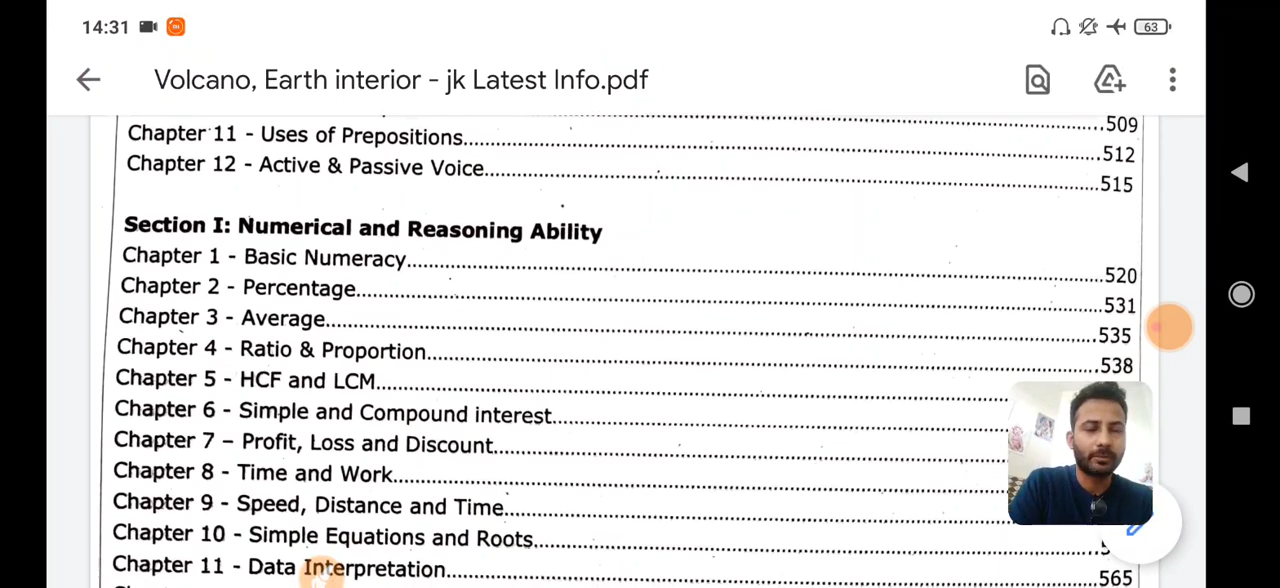 14:31
63
Volcano, Earth interior - jk Latest Info.pdf
509
Chapter 11 - Uses of Prepositions 512
Chapter 12 - Active & Passive Voice 515
Section I: Numerical and Reasoning Ability
Chapter 1 - Basic Numeracy 520
Chapter 2 - Percentage 531
Chapter 3 - Average 535
Chapter 4 - Ratio & Proportion 538
Chapter 5 - HCF and LCM
Chapter 6 - Simple and Compound interest
Chapter 7 – Profit, Loss and Discount
Chapter 8 - Time and Work
Chapter 9 - Speed, Distance and Time
Chapter 10 - Simple Equations and Roots
Chapter 11 - Data Interpretation 565